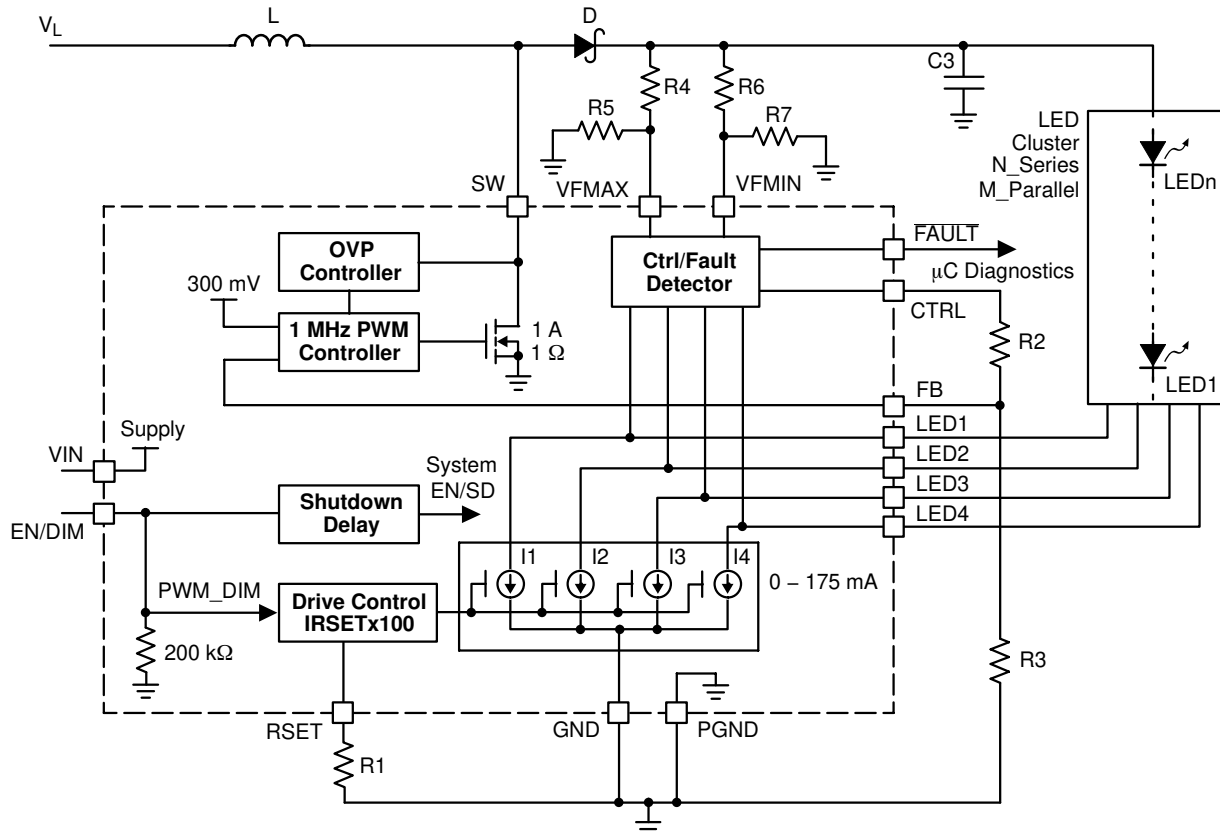 V_L
L
D
R4
R6
C3
R5
R7
LED
Cluster
N_Series
M_Parallel
LEDn
LED1
SW
VFMAX
VFMIN
OVP
Controller
300 mV
1 MHz PWM
Controller
1 A
1 Ω
Ctrl/Fault
Detector
FAULT
μC Diagnostics
CTRL
R2
FB
LED1
LED2
LED3
LED4
Supply
VIN
EN/DIM
Shutdown
Delay
System
EN/SD
I1
I2
I3
I4
0 – 175 mA
PWM_DIM
Drive Control
IRSETx100
200 kΩ
R3
RSET
GND
PGND
R1